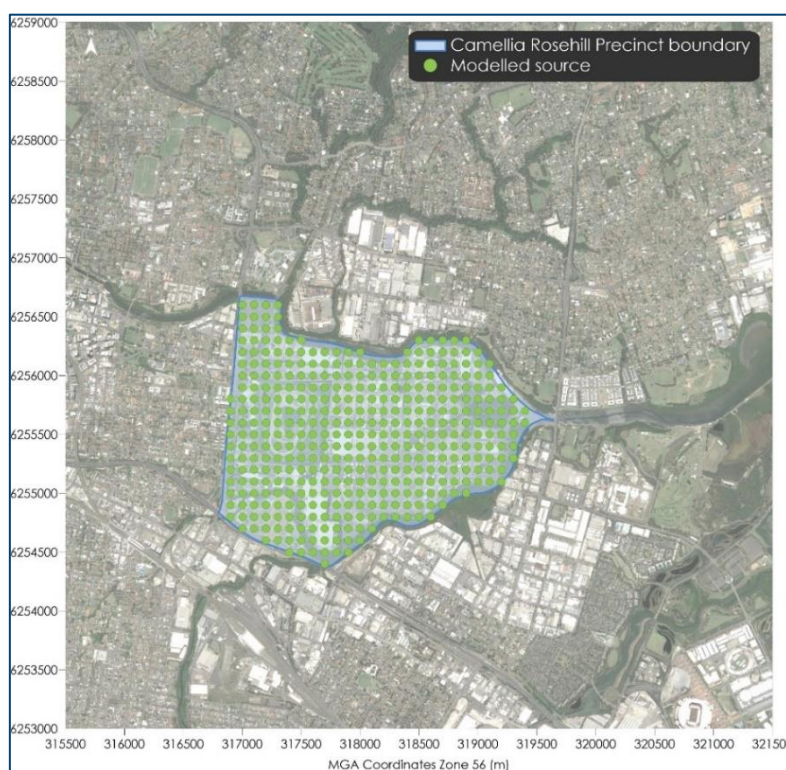 6259000
N
Camellia Rosehill Precinct boundary
Modelled source
6258500
6258000
6257500
6257000
6256500
6256000
6255500
6255000
6254500
6254000
6253500
6253000
315500 316000 316500 317000 317500 318000 318500 319000 319500 320000 320500 321000 32150
MGA Coordinates Zone 56 (m)